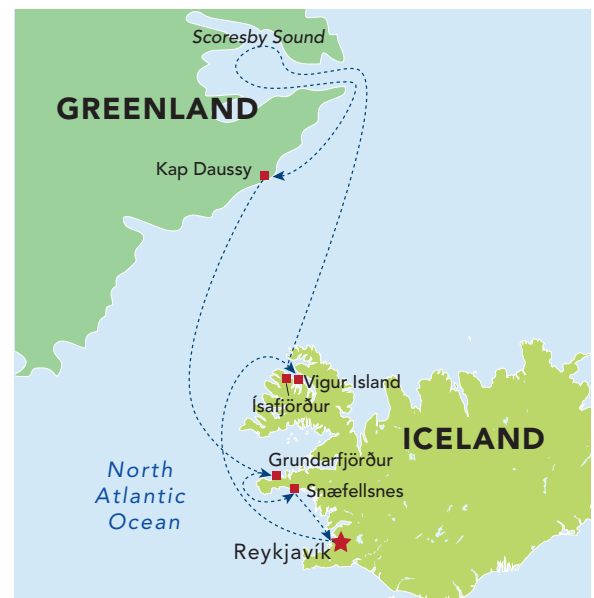 Scoresby Sound
GREENLAND
Kap Daussy
Vigur Island
Ísafjörður
ICELAND
Grundarfjörður
North
Atlantic
Ocean
Snæfellsnes
Reykjavík